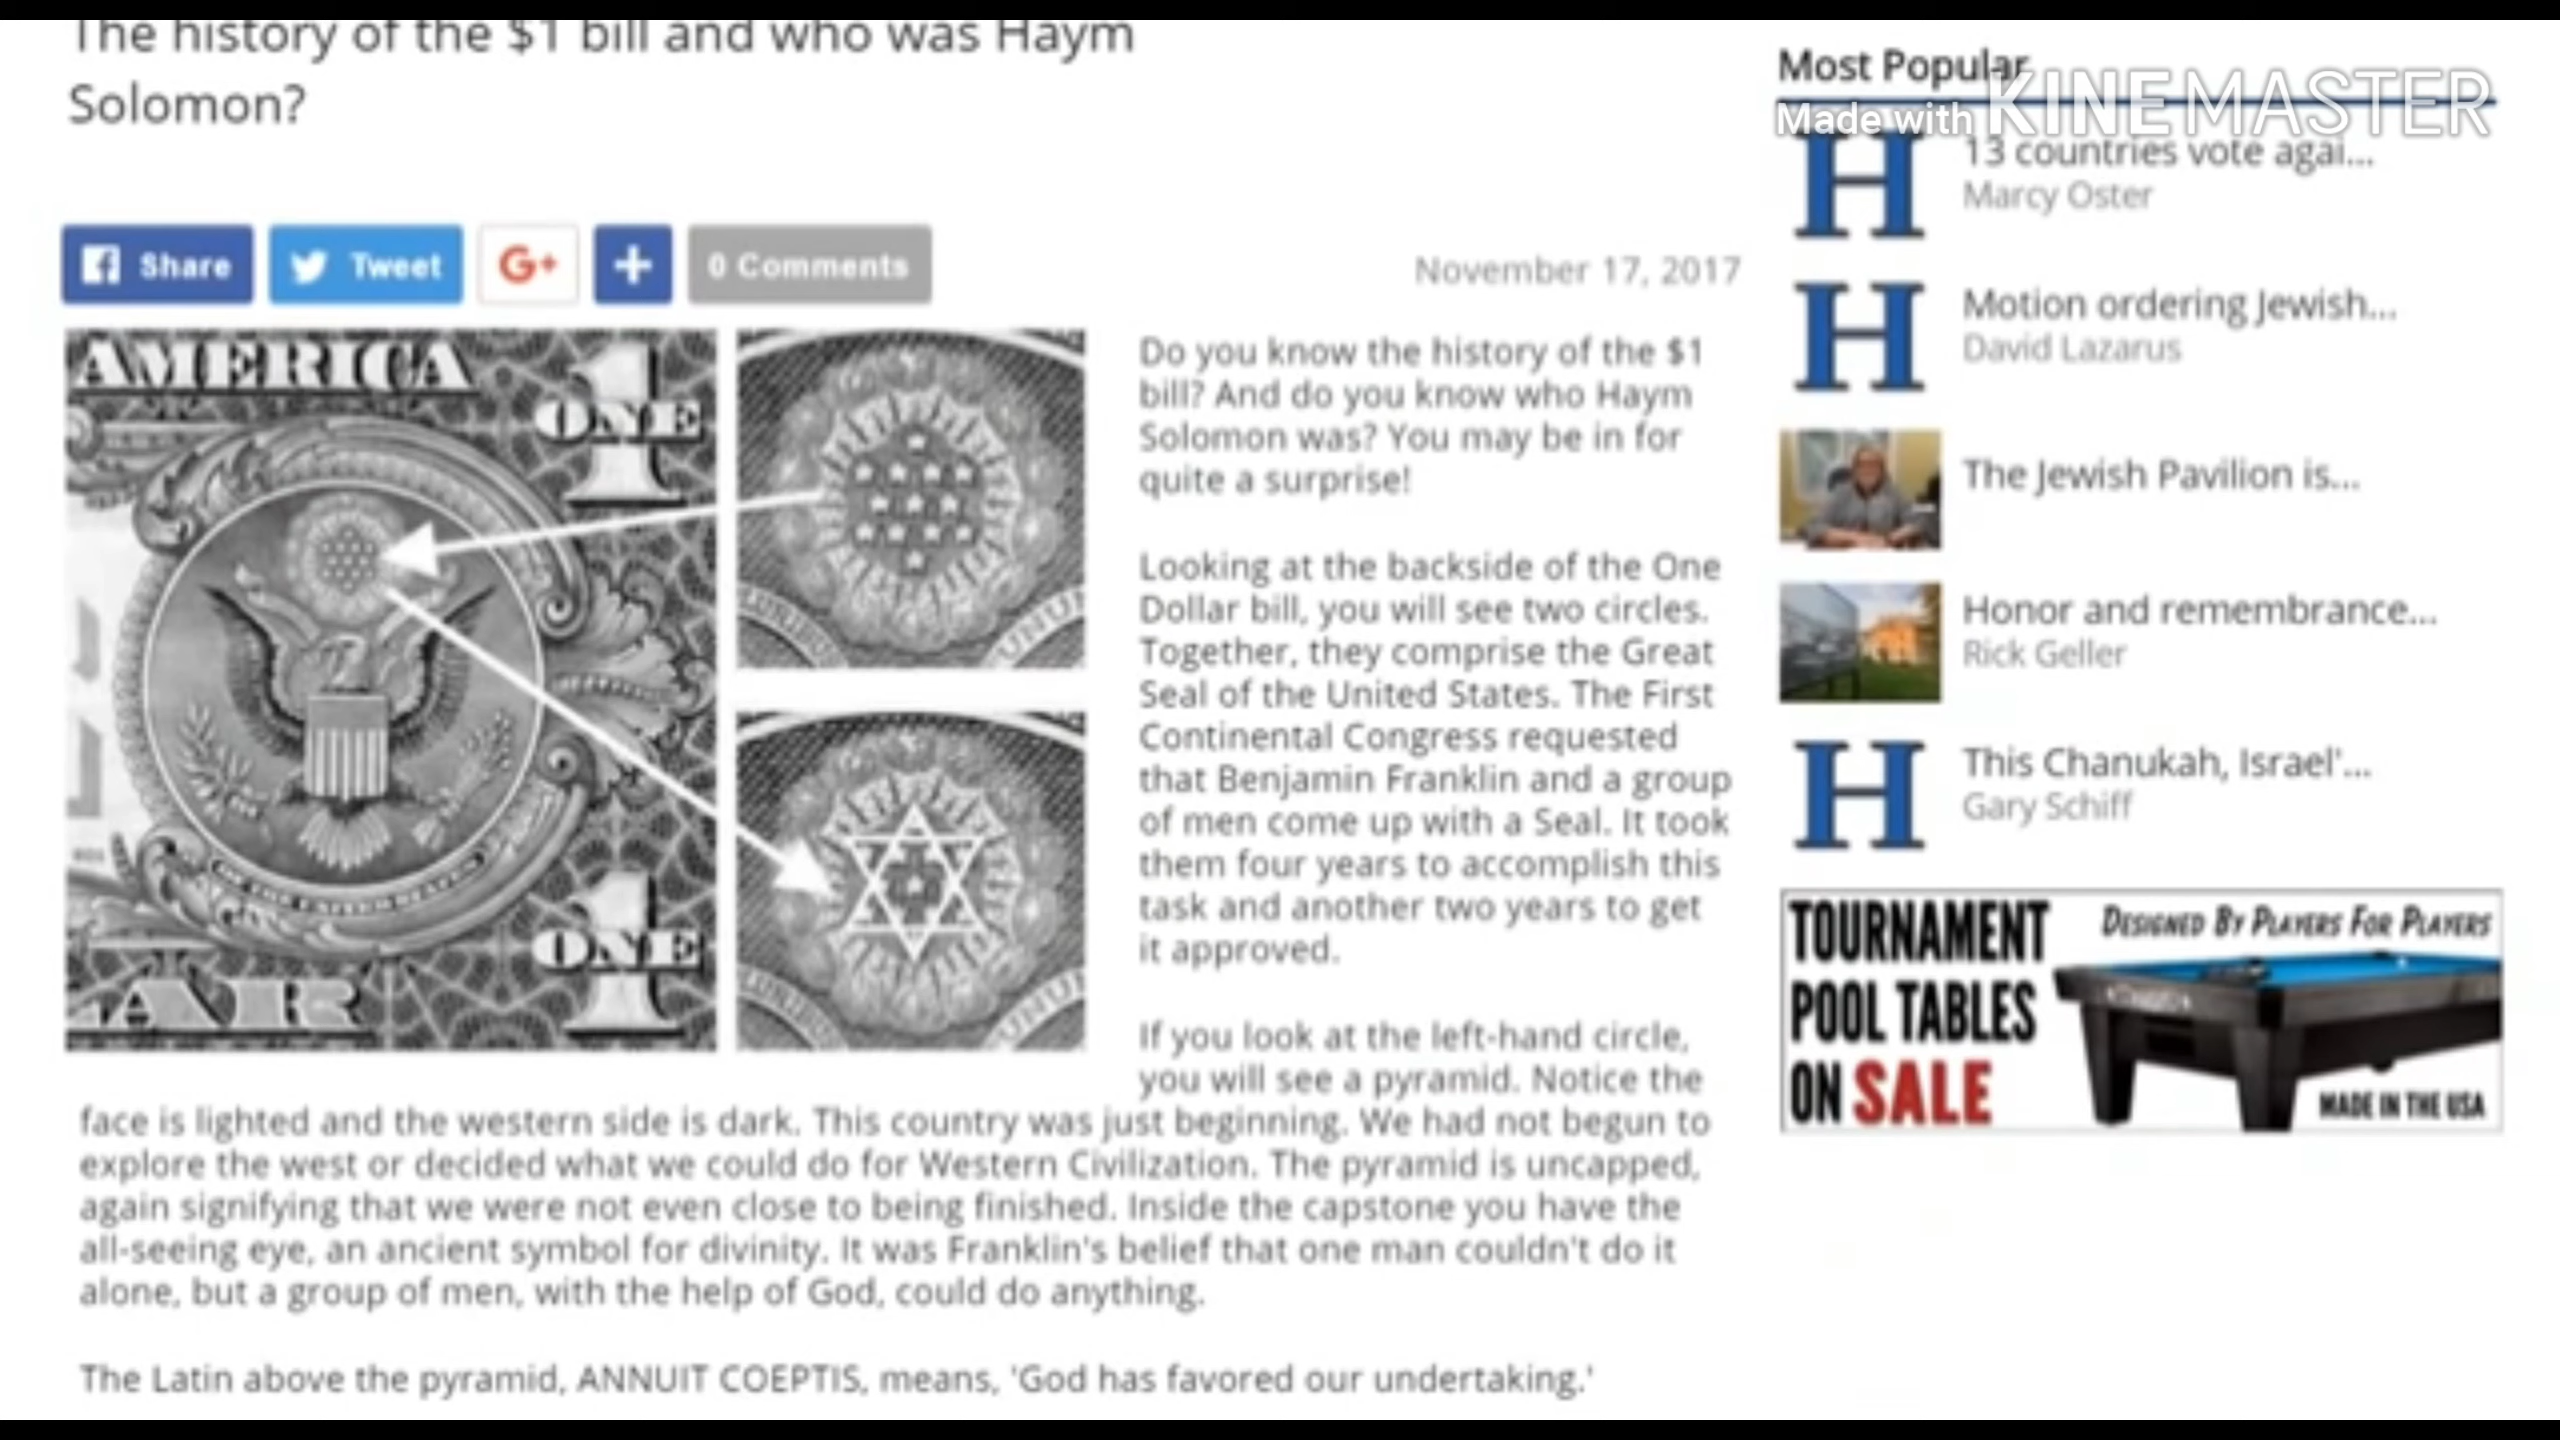 The history of the $1 bill and who was Haym
Solomon?
Share
Tweet
G+
+
0 Comments
November 17, 2017
AMERICA
1
ONE
1
ONE
AR
Do you know the history of the $1
bill? And do you know who Haym
Solomon was? You may be in for
quite a surprise!
Looking at the backside of the One
Dollar bill, you will see two circles.
Together, they comprise the Great
Seal of the United States. The First
Continental Congress requested
that Benjamin Franklin and a group
of men come up with a Seal. It took
them four years to accomplish this
task and another two years to get
it approved.
If you look at the left-hand circle,
you will see a pyramid. Notice the
face is lighted and the western side is dark. This country was just beginning. We had not begun to
explore the west or decided what we could do for Western Civilization. The pyramid is uncapped,
again signifying that we were not even close to being finished. Inside the capstone you have the
all-seeing eye, an ancient symbol for divinity. It was Franklin's belief that one man couldn't do it
alone, but a group of men, with the help of God, could do anything.
The Latin above the pyramid, ANNUIT COEPTIS, means, 'God has favored our undertaking.'
Most Popular
Made with KINEMASTER
H
13 countries vote agai...
Marcy Oster
H
Motion ordering Jewish...
David Lazarus
The Jewish Pavilion is...
Honor and remembrance...
Rick Geller
H
This Chanukah, Israel'...
Gary Schiff
TOURNAMENT
POOL TABLES
ON SALE
DESIGNED BY PLAYERS FOR PLAYERS
MADE IN THE USA